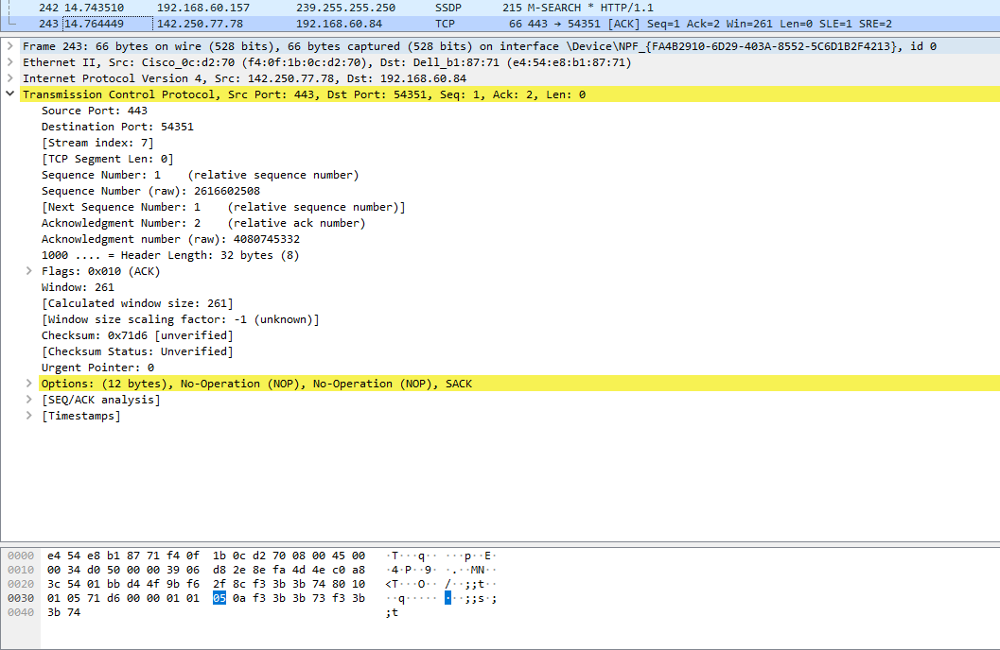 242 14.743510 192.168.60.157 239.255.255.250 SSDP 215 M-SEARCH * HTTP/1.1
243 14.764449 142.250.77.78 192.168.60.84 TCP 66 443 → 54351 [ACK] Seq=1 Ack=2 Win=261 Len=0 SLE=1 SRE=2
Frame 243: 66 bytes on wire (528 bits), 66 bytes captured (528 bits) on interface \Device\NPF_{FA4B2910-6D29-403A-8552-5C6D1B2F4213}, id 0
Ethernet II, Src: Cisco_0c:d2:70 (f4:0f:1b:0c:d2:70), Dst: Dell_b1:87:71 (e4:54:e8:b1:87:71)
Internet Protocol Version 4, Src: 142.250.77.78, Dst: 192.168.60.84
Transmission Control Protocol, Src Port: 443, Dst Port: 54351, Seq: 1, Ack: 2, Len: 0
Source Port: 443
Destination Port: 54351
[Stream index: 7]
[TCP Segment Len: 0]
Sequence Number: 1    (relative sequence number)
Sequence Number (raw): 2616602508
[Next Sequence Number: 1    (relative sequence number)]
Acknowledgment Number: 2    (relative ack number)
Acknowledgment number (raw): 4080745332
1000 .... = Header Length: 32 bytes (8)
Flags: 0x010 (ACK)
Window: 261
[Calculated window size: 261]
[Window size scaling factor: -1 (unknown)]
Checksum: 0x71d6 [unverified]
[Checksum Status: Unverified]
Urgent Pointer: 0
Options: (12 bytes), No-Operation (NOP), No-Operation (NOP), SACK
[SEQ/ACK analysis]
[Timestamps]
0000 e4 54 e8 b1 87 71 f4 0f 1b 0c d2 70 08 00 45 00 ·T···q·· ···p··E·
0010 00 34 d0 50 00 00 39 06 d8 2e 8e fa 4d 4e c0 a8 ·4·P··9· ·.··MN··
0020 3c 54 01 bb d4 4f 9b f6 2f 8c f3 3b 3b 74 80 10 <T···O·· /··;;t··
0030 01 05 71 d6 00 00 01 01 05 0a f3 3b 3b 73 f3 3b ··q····· ···;;s·;
0040 3b 74 ;t